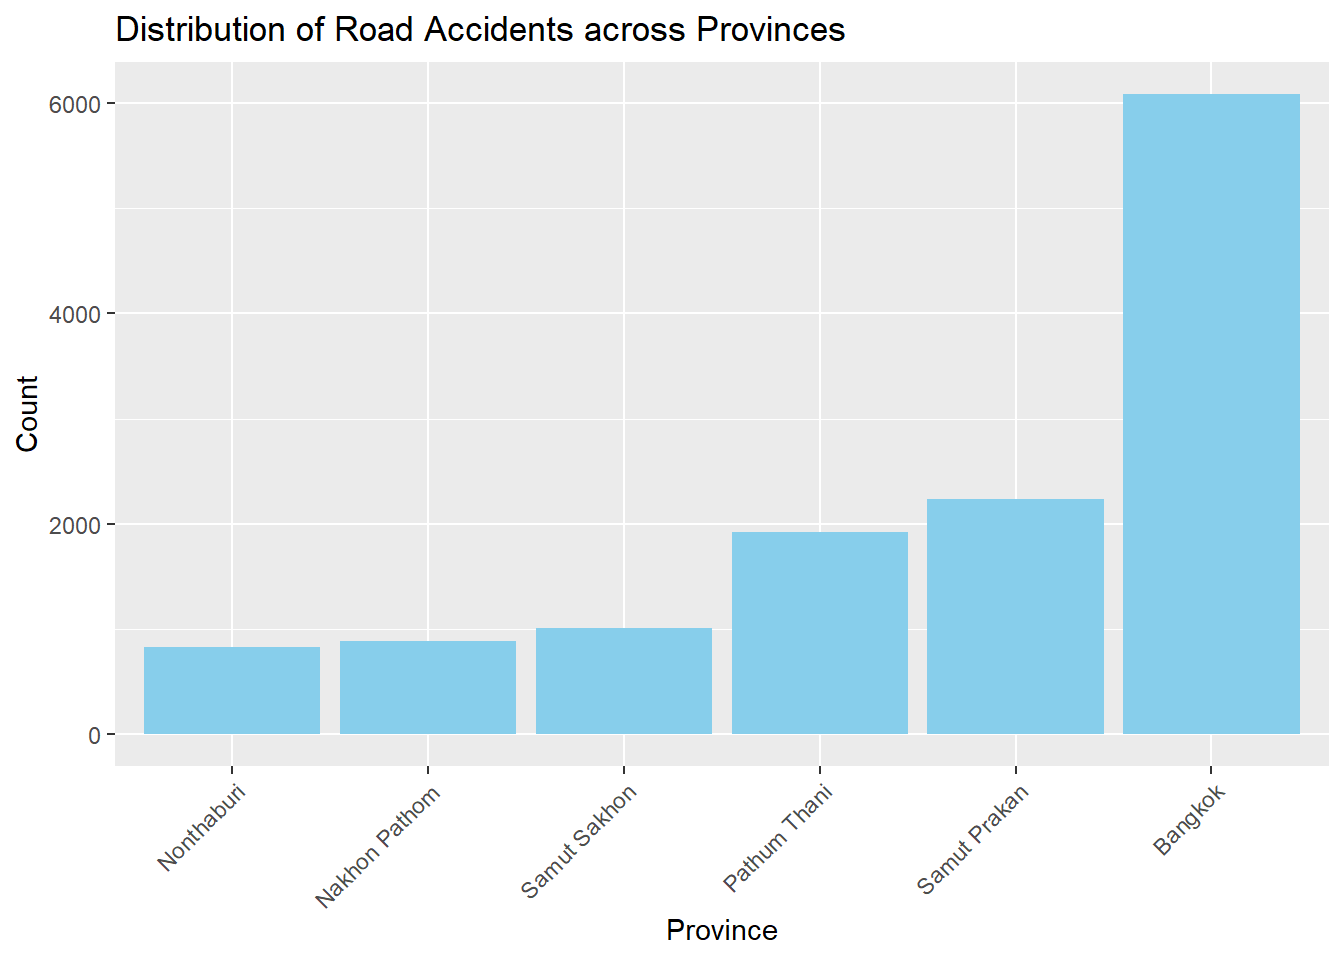 Distribution of Road Accidents across Provinces
Count
6000
4000
2000
0
Nonthaburi
Nakhon Pathom
Samut Sakhon
Pathum Thani
Samut Prakan
Bangkok
Province